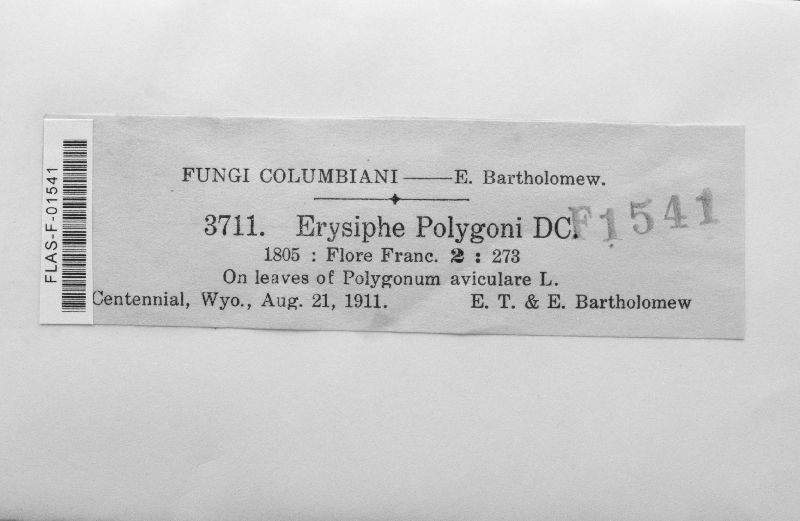 FUNGI COLUMBIANI — E. Bartholomew.
3711. Erysiphe Polygoni DC.
F1541
1805 : Flore Franc. 2 : 273
On leaves of Polygonum aviculare L.
Centennial, Wyo., Aug. 21, 1911. E. T. & E. Bartholomew
FLAS-F-01541